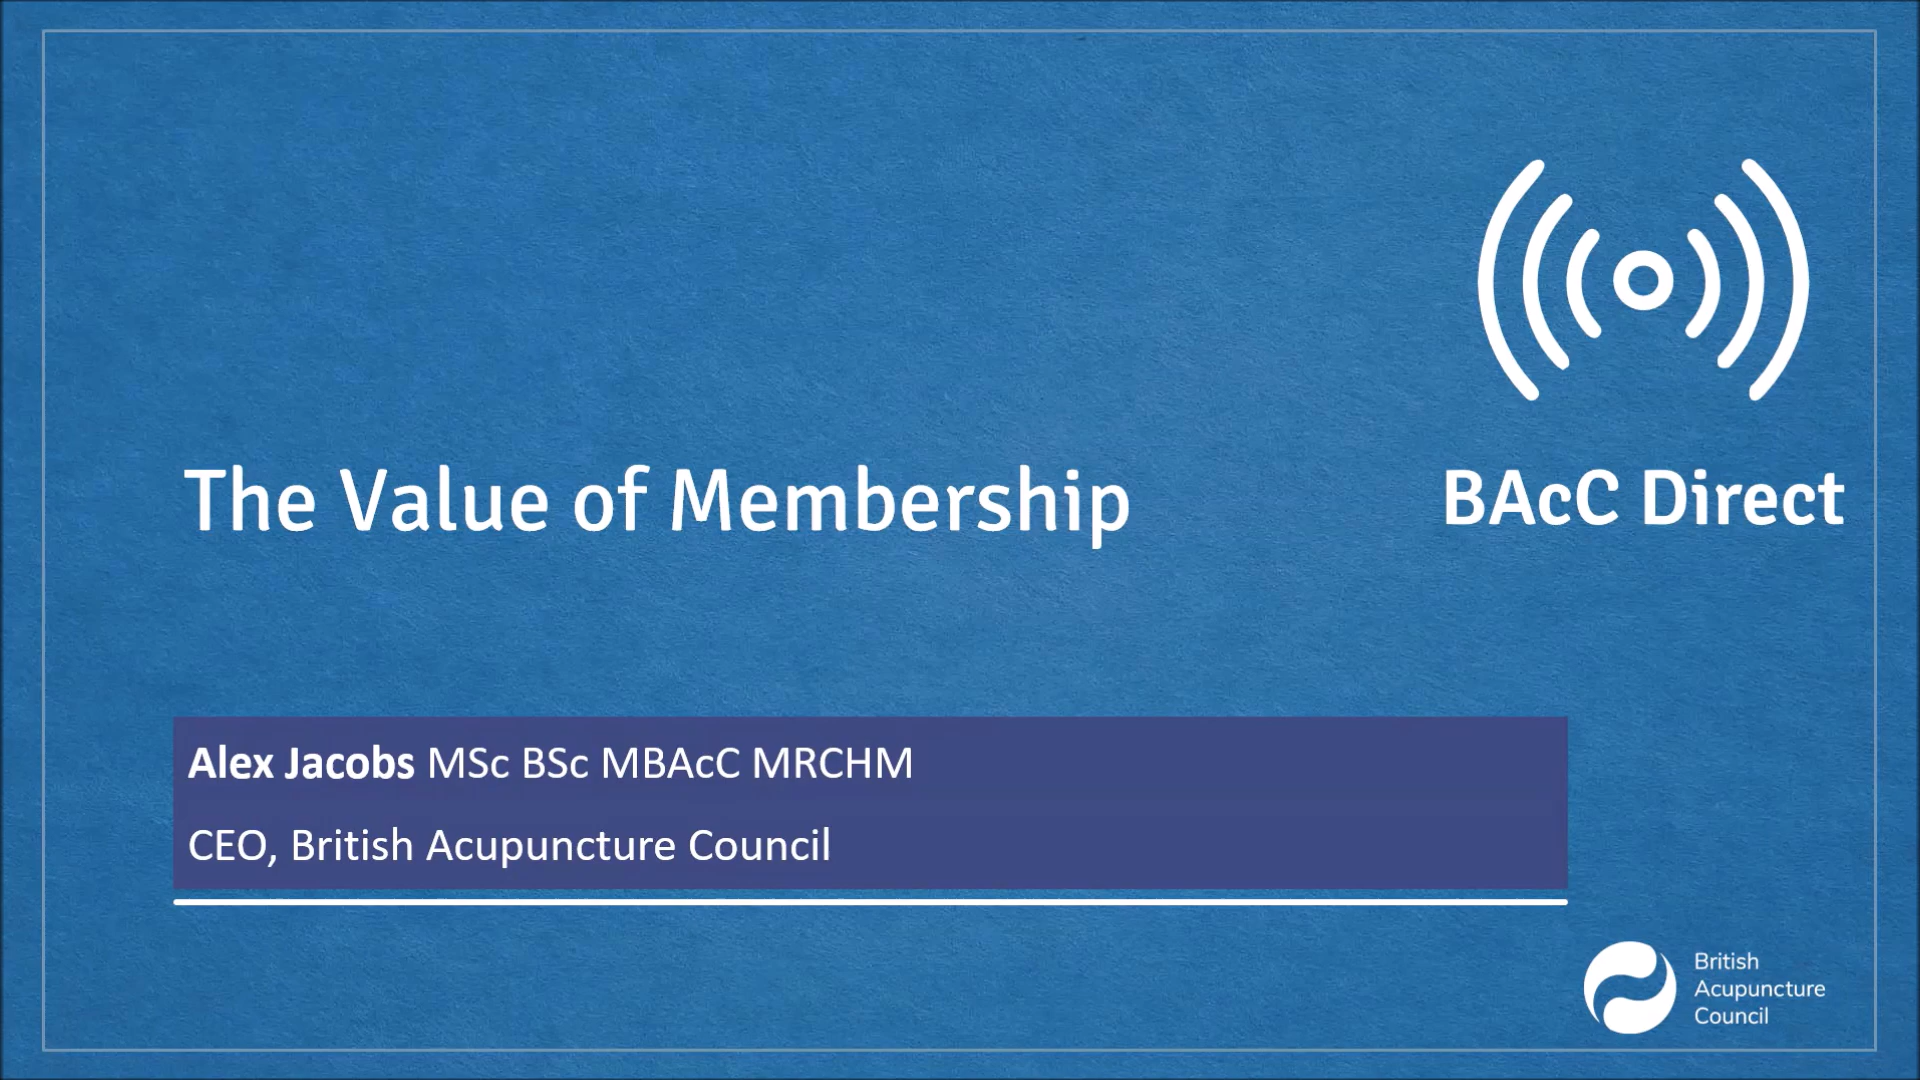 The Value of Membership
BAcC Direct
Alex Jacobs MSc BSc MBAcC MRCHM
CEO, British Acupuncture Council
British
Acupuncture
Council